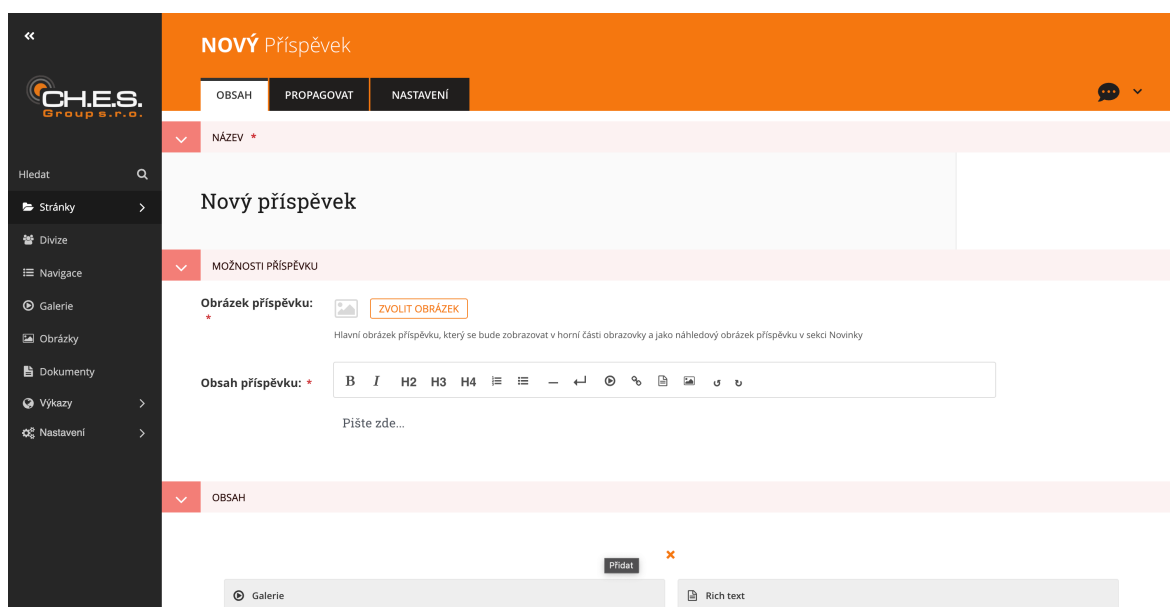 NOVÝ Příspěvek
CH.E.S.
Group s.r.o.
OBSAH
PROPAGOVAT
NASTAVENÍ
Hledat
Stránky
Divize
Navigace
Galerie
Obrázky
Dokumenty
Výkazy
Nastavení
NÁZEV *
Nový příspěvek
MOŽNOSTI PŘÍSPĚVKU
Obrázek příspěvku: *
ZVOLIT OBRÁZEK
Hlavní obrázek příspěvku, který se bude zobrazovat v horní části obrazovky a jako náhledový obrázek příspěvku v sekci Novinky
Obsah příspěvku: *
B I H2 H3 H4
Pište zde...
OBSAH
Přidat
Galerie
Rich text